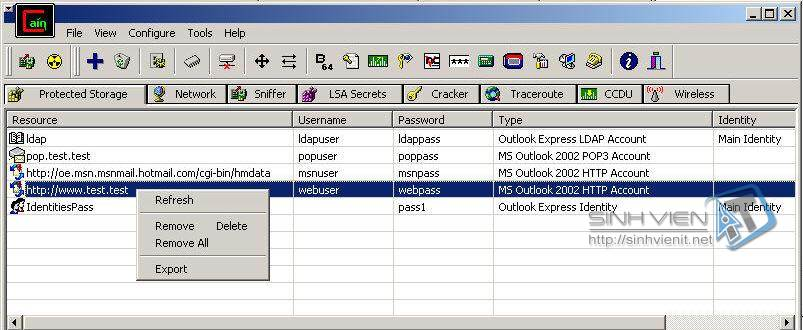 Cain
File View Configure Tools Help
B 64 ***
Protected Storage Network Sniffer LSA Secrets Cracker Traceroute CCDU Wireless
Resource Username Password Type Identity
ldap ldapuser ldappass Outlook Express LDAP Account Main Identity
pop.test.test popuser poppass MS Outlook 2002 POP3 Account
http://oe.msn.msnmail.hotmail.com/cgi-bin/hmdata msnuser msnpass MS Outlook 2002 HTTP Account
http://www.test.test webuser webpass MS Outlook 2002 HTTP Account
IdentitiesPass pass1 Outlook Express Identity Main Identity
Refresh
Remove Delete
Remove All
Export
SINH VIEN IT
http://sinhvienit.net